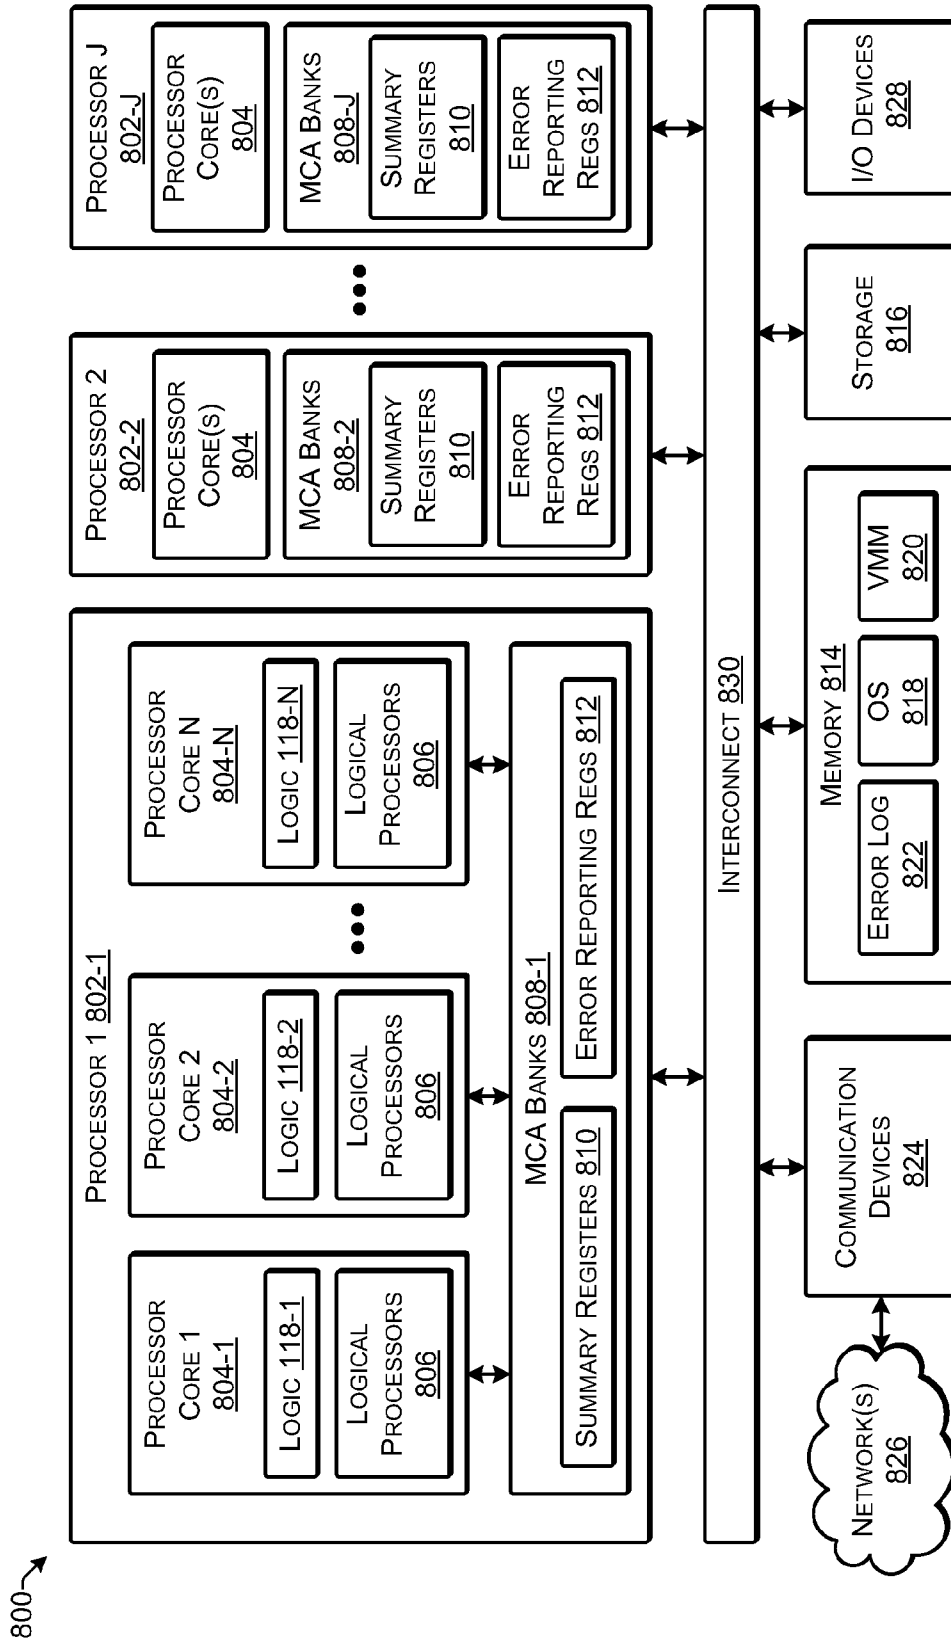 800
PROCESSOR 1 802-1
PROCESSOR
CORE 1
804-1
LOGIC 118-1
LOGICAL
PROCESSORS
806
PROCESSOR
CORE 2
804-2
LOGIC 118-2
LOGICAL
PROCESSORS
806
PROCESSOR
CORE N
804-N
LOGIC 118-N
LOGICAL
PROCESSORS
806
MCA BANKS 808-1
SUMMARY REGISTERS 810
ERROR REPORTING REGS 812
PROCESSOR 2
802-2
PROCESSOR
CORE(S)
804
MCA BANKS
808-2
SUMMARY
REGISTERS
810
ERROR
REPORTING
REGS 812
PROCESSOR J
802-J
PROCESSOR
CORE(S)
804
MCA BANKS
808-J
SUMMARY
REGISTERS
810
ERROR
REPORTING
REGS 812
INTERCONNECT 830
NETWORK(S)
826
COMMUNICATION
DEVICES
824
MEMORY 814
ERROR LOG
822
OS
818
VMM
820
STORAGE
816
I/O DEVICES
828